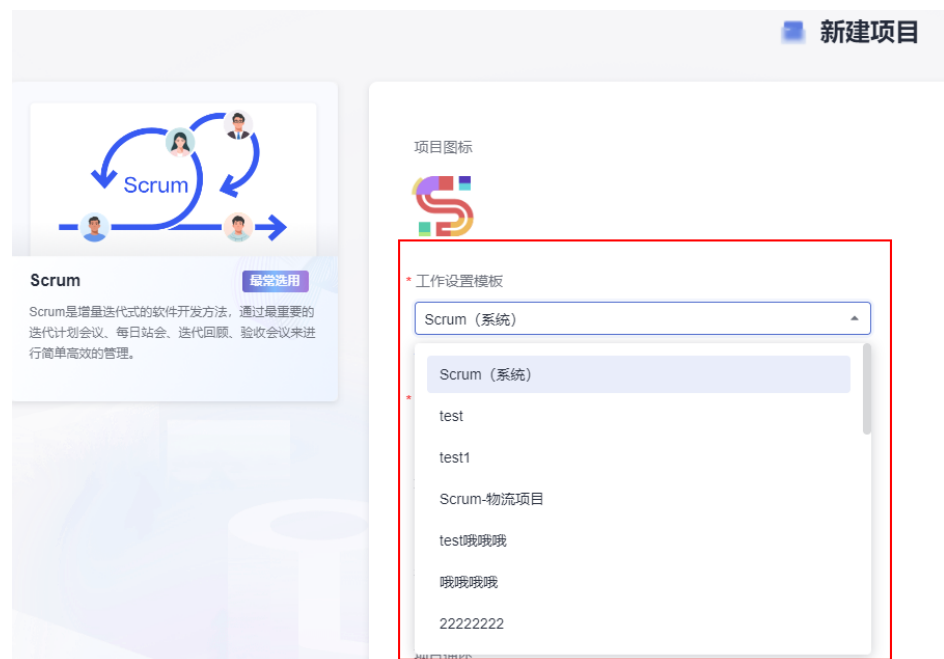 新建项目
Scrum
Scrum
最常选用
Scrum是增量迭代式的软件开发方法，通过最重要的
迭代计划会议、每日站会、迭代回顾、验收会议来进
行简单高效的管理。
项目图标
* 工作设置模板
Scrum（系统）
Scrum（系统）
*
test
test1
Scrum-物流项目
test哦哦哦
哦哦哦哦
22222222